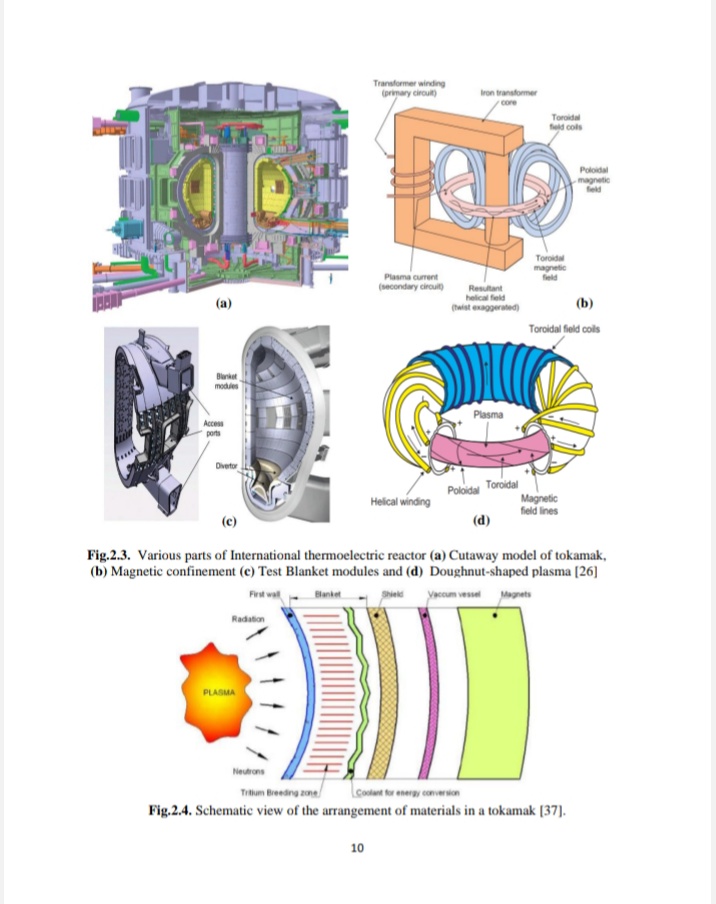 Transformer winding
(primary circuit)
Iron transformer
core
Toroidal
field coils
Poloidal
magnetic
field
Toroidal
magnetic
field
Plasma current
(secondary circuit)
Resultant
helical field
(twist exaggerated)
(a)
(b)
Blanket
modules
Access
ports
Divertor
(c)
Toroidal field coils
Plasma
Helical winding
Poloidal
Toroidal
Magnetic
field lines
(d)
Fig.2.3. Various parts of International thermoelectric reactor (a) Cutaway model of tokamak,
(b) Magnetic confinement (c) Test Blanket modules and (d) Doughnut-shaped plasma [26]
First wall
Blanket
Shield
Vaccum vessel
Magnets
Radiation
PLASMA
Neutrons
Tritium Breeding zone
Coolant for energy conversion
Fig.2.4. Schematic view of the arrangement of materials in a tokamak [37].
10